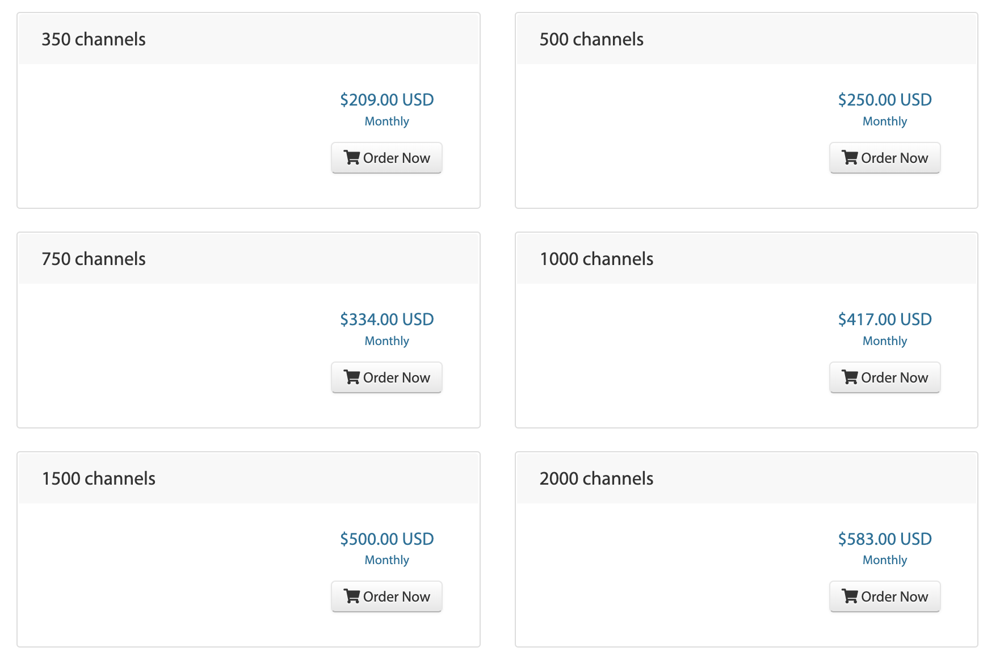 350 channels
$209.00 USD
Monthly
Order Now
500 channels
$250.00 USD
Monthly
Order Now
750 channels
$334.00 USD
Monthly
Order Now
1000 channels
$417.00 USD
Monthly
Order Now
1500 channels
$500.00 USD
Monthly
Order Now
2000 channels
$583.00 USD
Monthly
Order Now